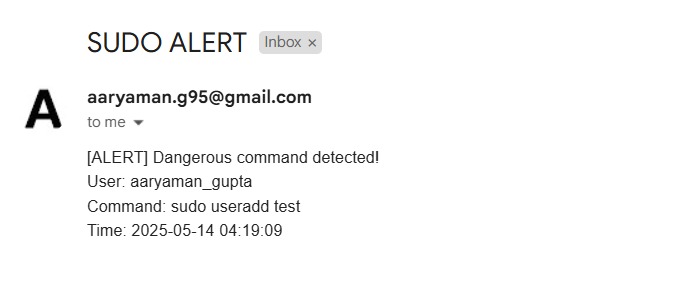 SUDO ALERT Inbox ×
A
aaryaman.g95@gmail.com
to me
[ALERT] Dangerous command detected!
User: aaryaman_gupta
Command: sudo useradd test
Time: 2025-05-14 04:19:09